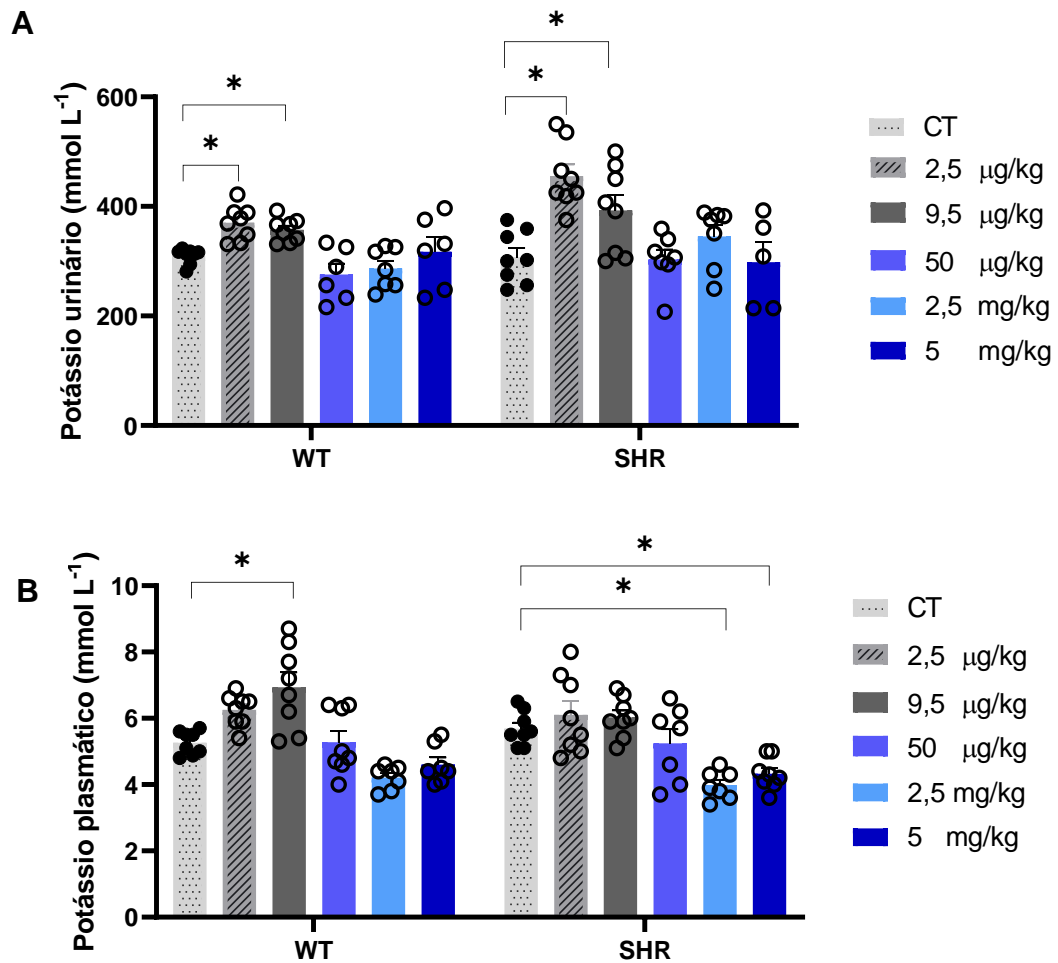 A
Potássio urinário (mmol L⁻¹)
600
400
200
0
*
*
*
*
WT
SHR
CT
2,5 μg/kg
9,5 μg/kg
50 μg/kg
2,5 mg/kg
5 mg/kg
B
Potássio plasmático (mmol L⁻¹)
10
8
6
4
2
0
*
*
*
WT
SHR
CT
2,5 μg/kg
9,5 μg/kg
50 μg/kg
2,5 mg/kg
5 mg/kg